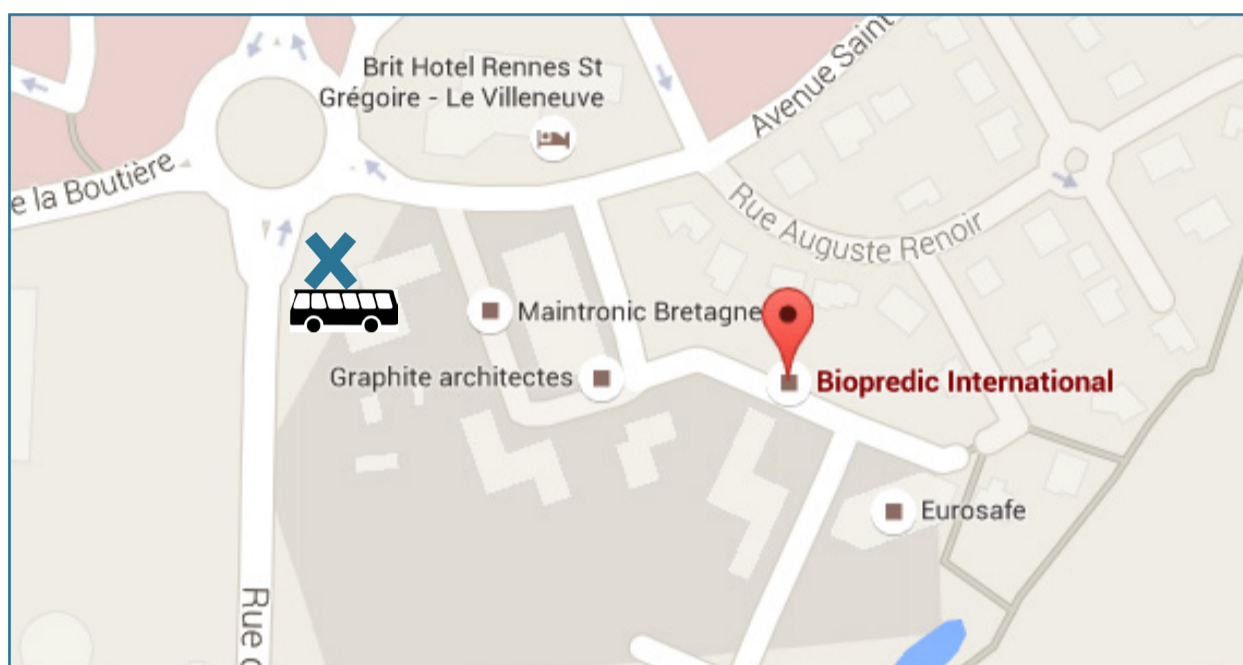 Brit Hotel Rennes St
Grégoire - Le Villeneuve
Avenue Saint
e la Boutière
Rue Auguste Renoir
Maintronic Bretagne
Graphite architectes
Biopredic International
Eurosafe
Rue